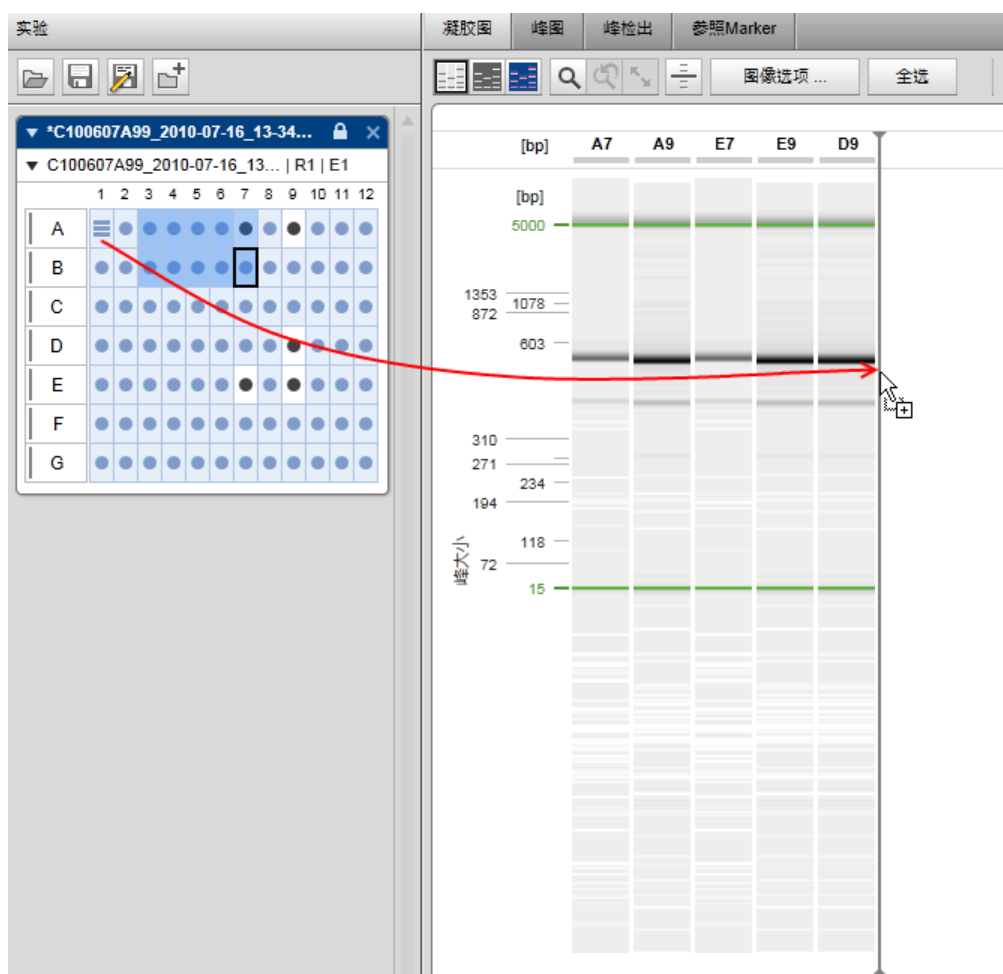 实验
凝胶图 峰图 峰检出 参照Marker
图像选项 ... 全选
*C100607A99_2010-07-16_13-34...
C100607A99_2010-07-16_13... | R1 | E1
1 2 3 4 5 6 7 8 9 10 11 12
A
B
C
D
E
F
G
[bp] A7 A9 E7 E9 D9
[bp]
5000
1353
1078
872
603
310
271
234
194
118
72
15
峰大小